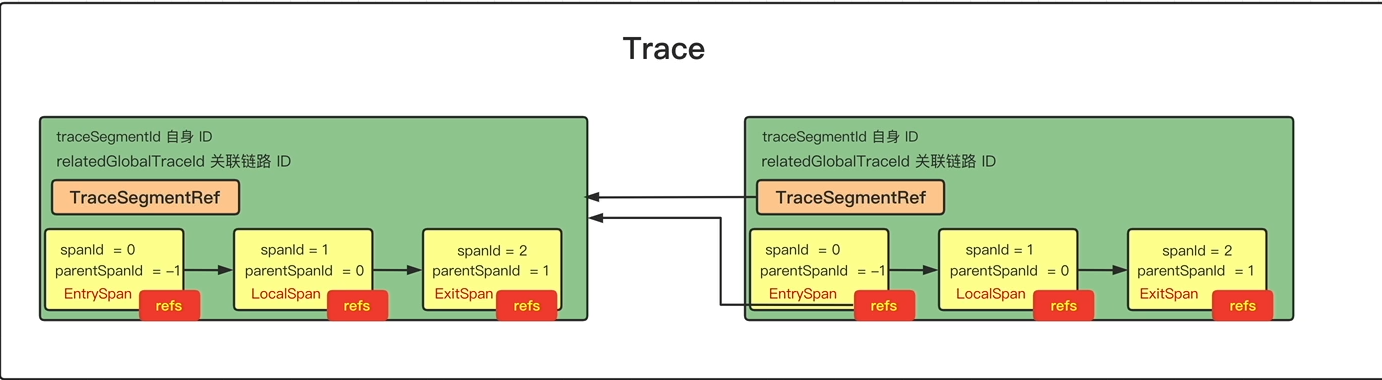 Trace
traceSegmentId 自身 ID
relatedGlobalTraceId 关联链路 ID
TraceSegmentRef
spanId = 0
parentSpanId = -1
EntrySpan
refs
spanId = 1
parentSpanId = 0
LocalSpan
refs
spanId = 2
parentSpanId = 1
ExitSpan
refs
traceSegmentId 自身 ID
relatedGlobalTraceId 关联链路 ID
TraceSegmentRef
spanId = 0
parentSpanId = -1
EntrySpan
refs
spanId = 1
parentSpanId = 0
LocalSpan
refs
spanId = 2
parentSpanId = 1
ExitSpan
refs